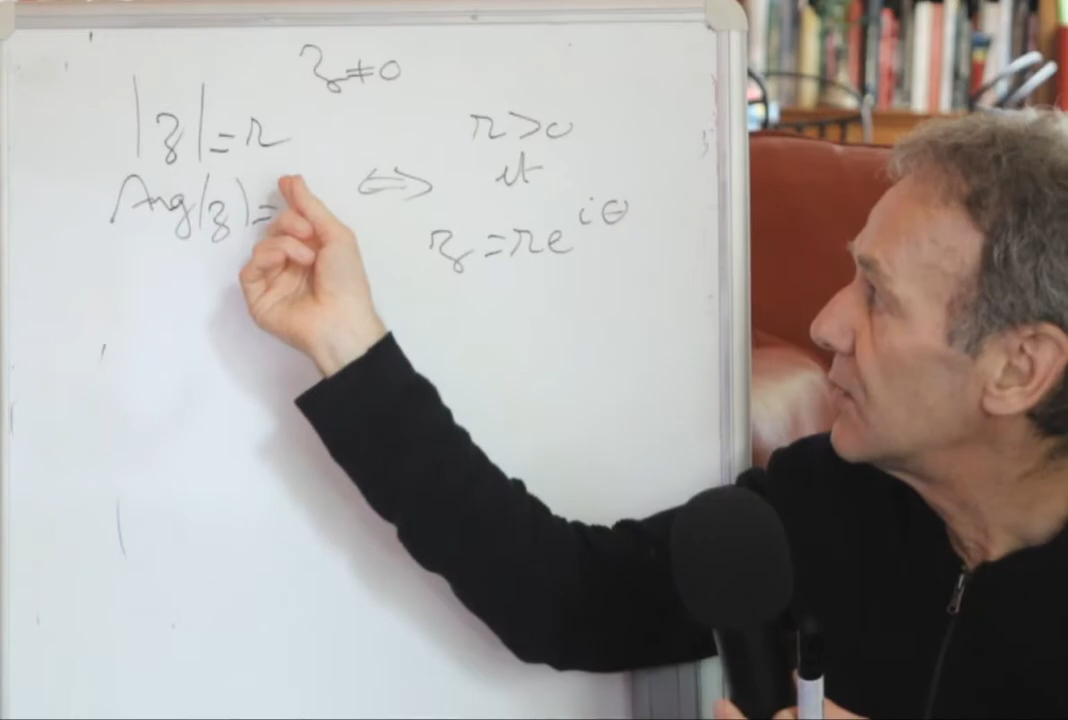 z≠0
|z|=r
Arg(z)=
⇔
r>0
et
z=re^{iθ}